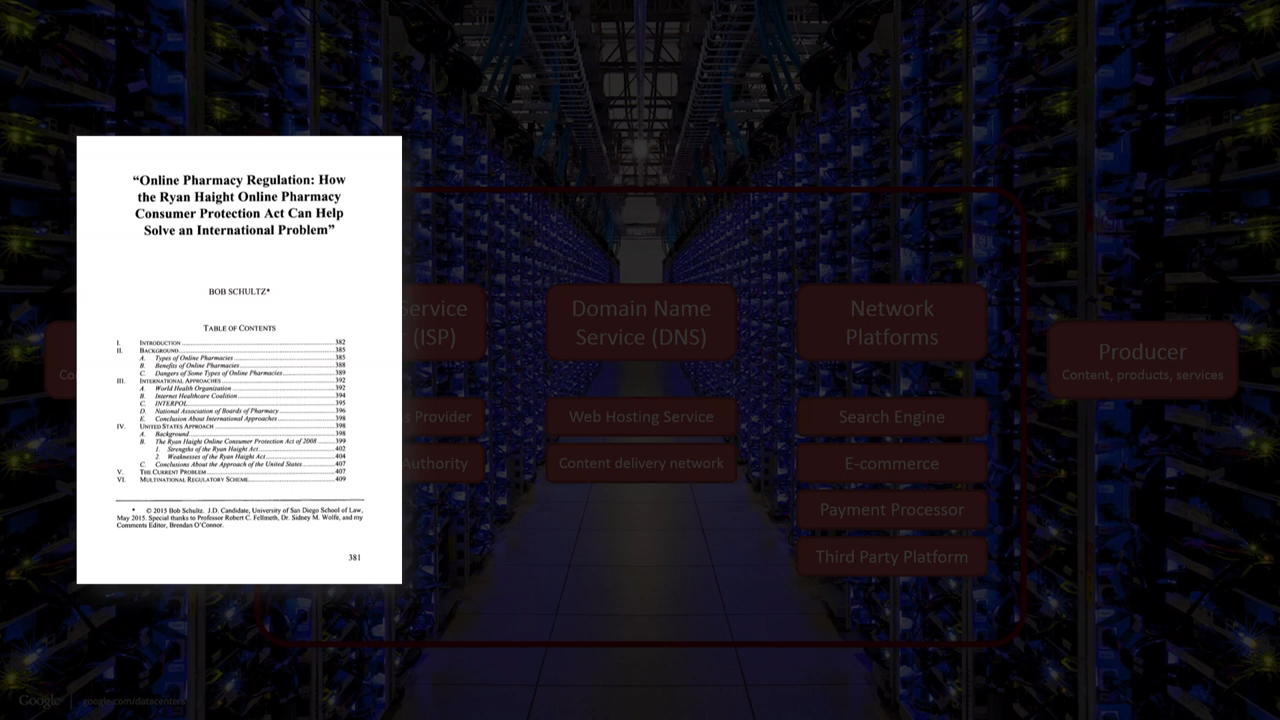 “Online Pharmacy Regulation: How
the Ryan Haight Online Pharmacy
Consumer Protection Act Can Help
Solve an International Problem”
BOB SCHULTZ*
TABLE OF CONTENTS
I. INTRODUCTION 382
II. BACKGROUND 385
A. Types of Online Pharmacies 385
B. Benefits of Online Pharmacies 388
C. Dangers of Some Types of Online Pharmacies 389
III. INTERNATIONAL APPROACHES 392
A. World Health Organization 392
B. Internet Healthcare Coalition 394
C. INTERPOL 395
D. National Association of Boards of Pharmacy 396
E. Conclusion About International Approaches 398
IV. UNITED STATES APPROACH 398
A. Background 398
B. The Ryan Haight Online Consumer Protection Act of 2008 399
1. Strengths of the Ryan Haight Act 402
2. Weaknesses of the Ryan Haight Act 404
C. Conclusions About the Approach of the United States 407
V. THE CURRENT PROBLEM 407
VI. MULTINATIONAL REGULATORY SCHEME 409
* © 2015 Bob Schultz. J.D. Candidate, University of San Diego School of Law,
May 2015. Special thanks to Professor Robert C. Fellmeth, Dr. Sidney M. Wolfe, and my
Comments Editor, Brendan O’Connor.
381
Co
Service
(ISP)
s Provider
Authority
Domain Name
Service (DNS)
Web Hosting Service
Content delivery network
Network
Platforms
Search Engine
E-commerce
Payment Processor
Third Party Platform
Producer
Content, products, services
Google | google.com/datacenters